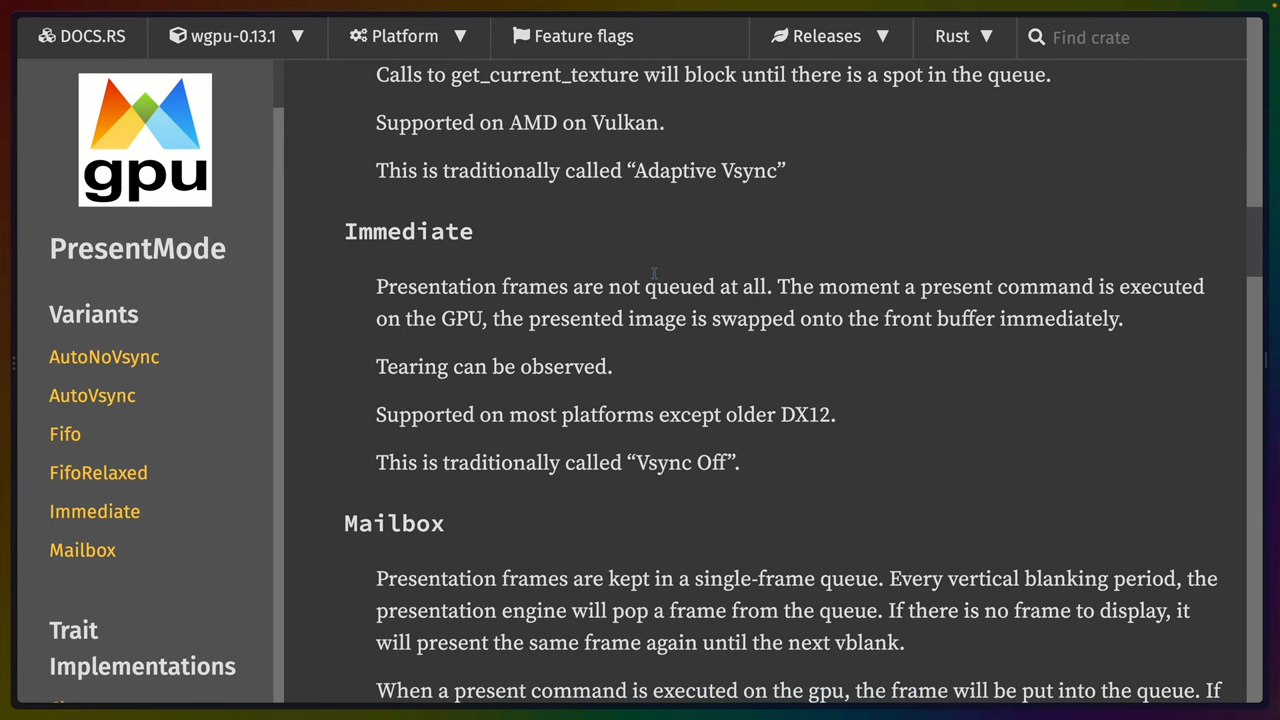 DOCS.RS
wgpu-0.13.1
Platform
Feature flags
Releases
Rust
Find crate
gpu
PresentMode
Variants
AutoNoVsync
AutoVsync
Fifo
FifoRelaxed
Immediate
Mailbox
Trait
Implementations
Calls to get_current_texture will block until there is a spot in the queue.
Supported on AMD on Vulkan.
This is traditionally called “Adaptive Vsync”
Immediate
Presentation frames are not queued at all. The moment a present command is executed
on the GPU, the presented image is swapped onto the front buffer immediately.
Tearing can be observed.
Supported on most platforms except older DX12.
This is traditionally called “Vsync Off”.
Mailbox
Presentation frames are kept in a single-frame queue. Every vertical blanking period, the
presentation engine will pop a frame from the queue. If there is no frame to display, it
will present the same frame again until the next vblank.
When a present command is executed on the gpu, the frame will be put into the queue. If